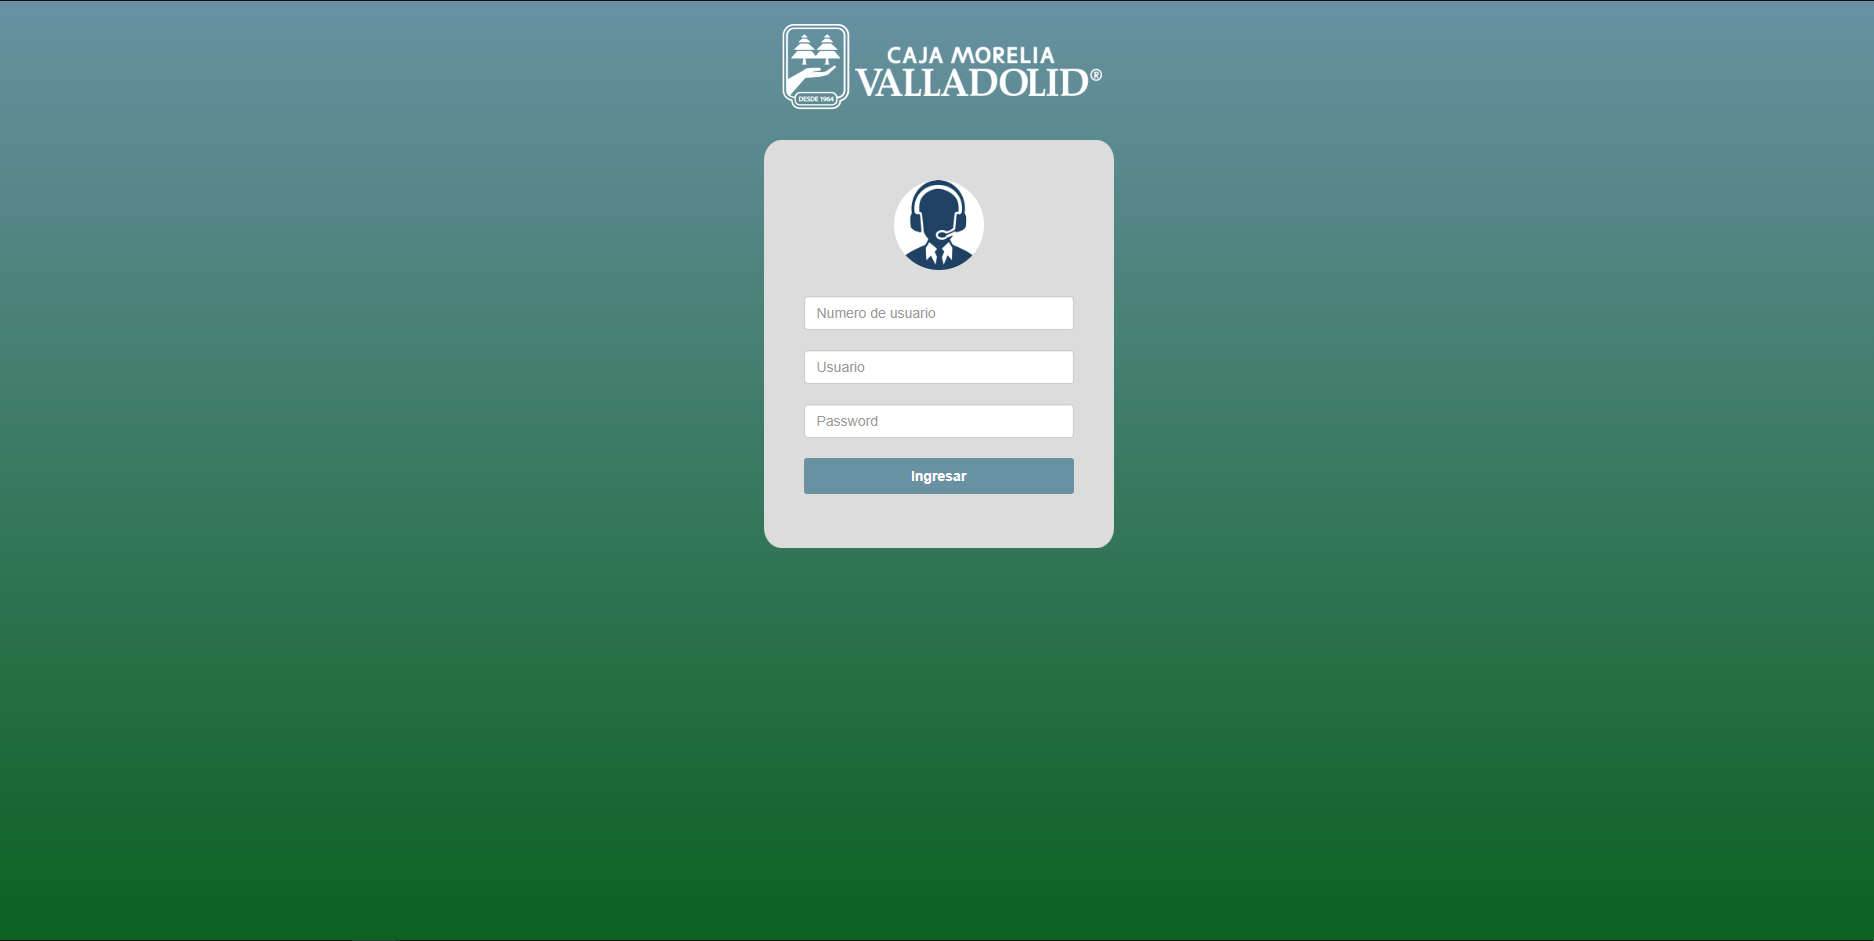 CAJA MORELIA
VALLADOLID®
DESDE 1964
Numero de usuario
Usuario
Password
Ingresar